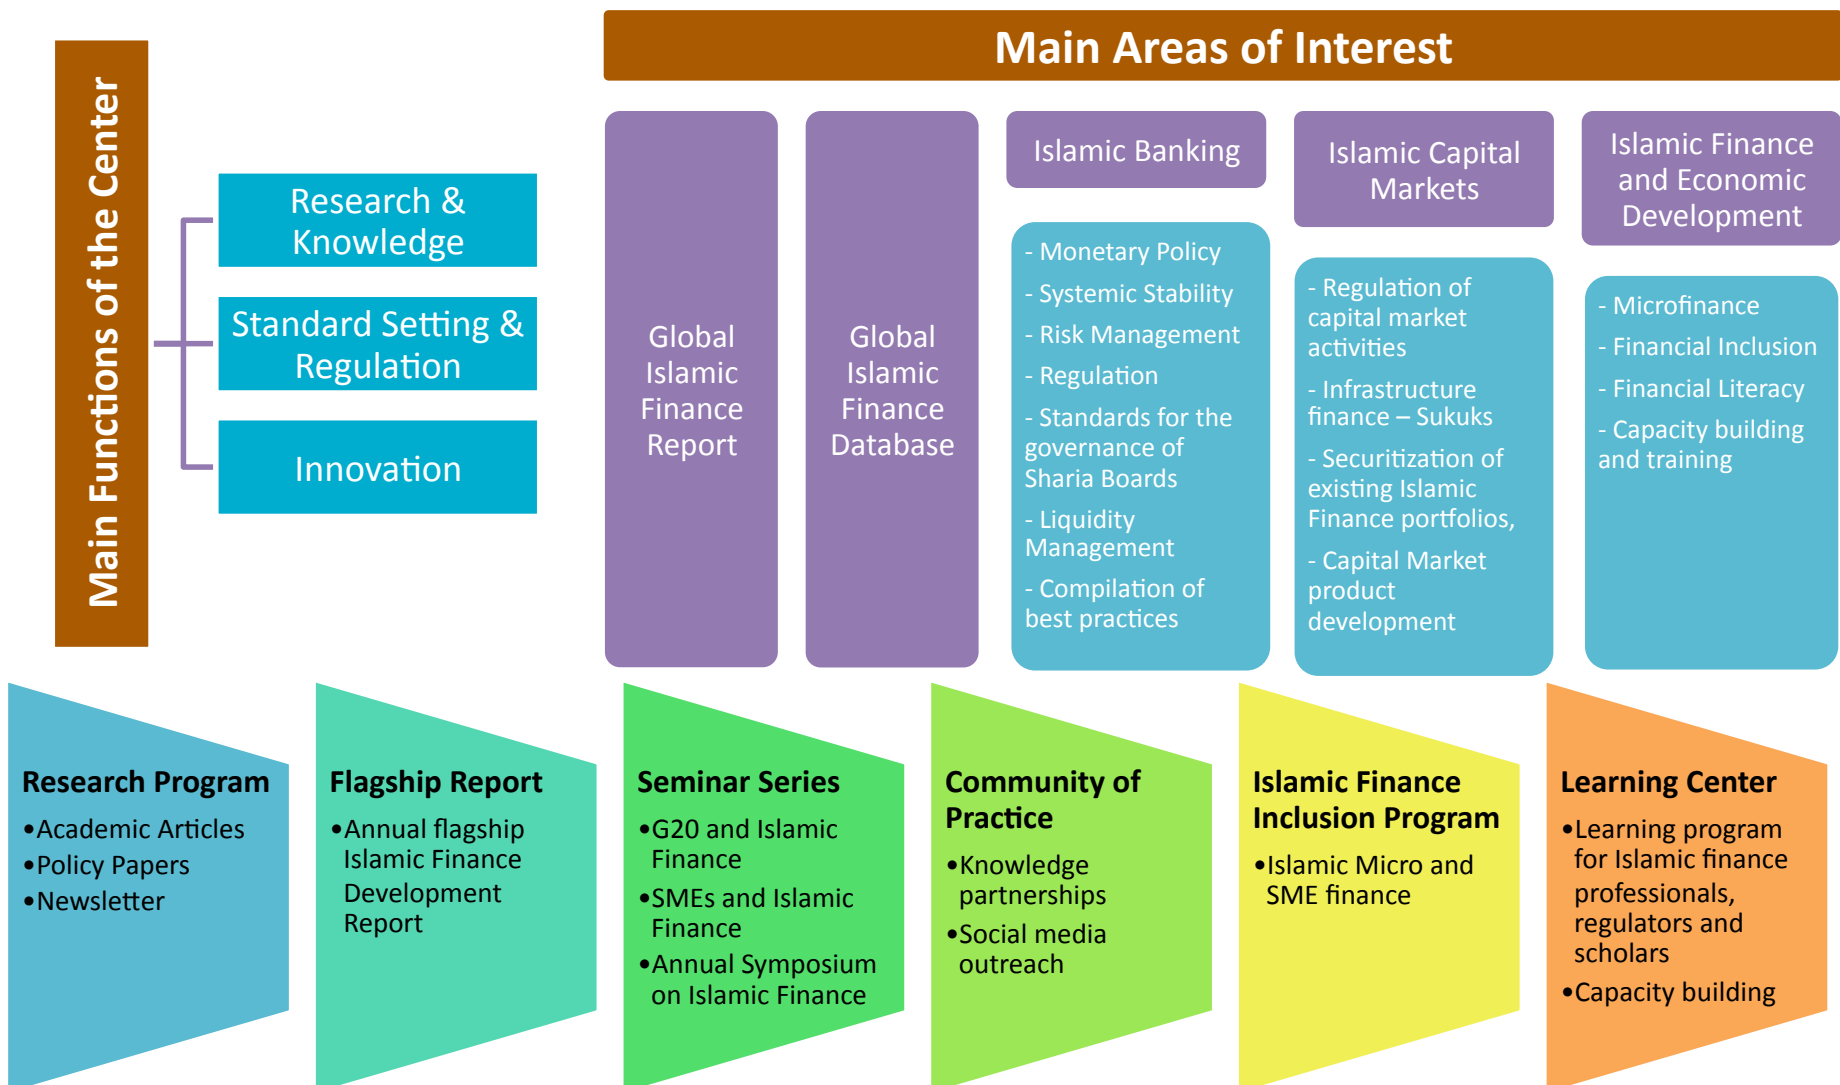 Main Functions of the Center
Research &
Knowledge
Standard Setting &
Regulation
Innovation
Main Areas of Interest
Global
Islamic
Finance
Report
Global
Islamic
Finance
Database
Islamic Banking
- Monetary Policy
- Systemic Stability
- Risk Management
- Regulation
- Standards for the
governance of
Sharia Boards
- Liquidity
Management
- Compilation of
best practices
Islamic Capital
Markets
- Regulation of
capital market
activities
- Infrastructure
finance – Sukuks
- Securitization of
existing Islamic
Finance portfolios,
- Capital Market
product
development
Islamic Finance
and Economic
Development
- Microfinance
- Financial Inclusion
- Financial Literacy
- Capacity building
and training
Research Program
•Academic Articles
•Policy Papers
•Newsletter
Flagship Report
•Annual flagship
Islamic Finance
Development
Report
Seminar Series
•G20 and Islamic
Finance
•SMEs and Islamic
Finance
•Annual Symposium
on Islamic Finance
Community of
Practice
•Knowledge
partnerships
•Social media
outreach
Islamic Finance
Inclusion Program
•Islamic Micro and
SME finance
Learning Center
•Learning program
for Islamic finance
professionals,
regulators and
scholars
•Capacity building